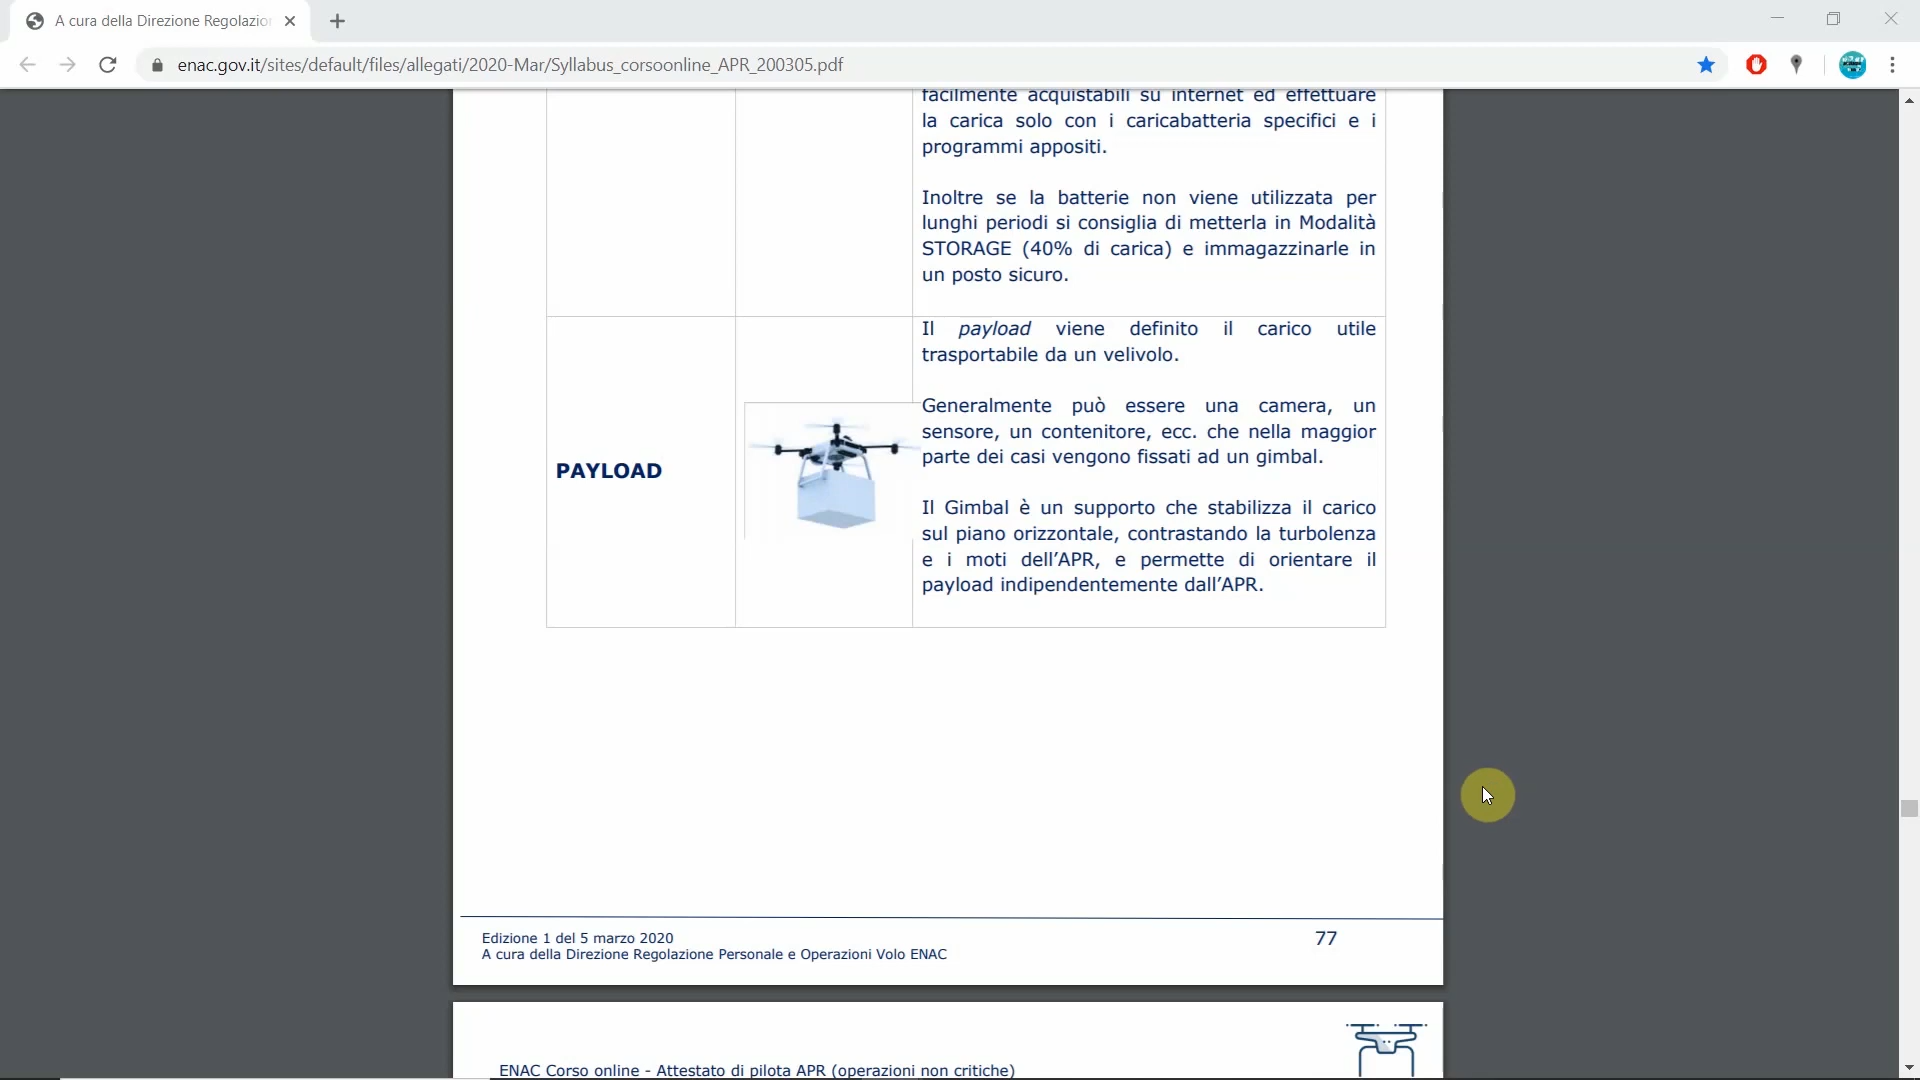 A cura della Direzione Regolazio
enac.gov.it/sites/default/files/allegati/2020-Mar/Syllabus_corsoonline_APR_200305.pdf
facilmente acquistabili su internet ed effettuare
la carica solo con i caricabatteria specifici e i
programmi appositi.
Inoltre se la batterie non viene utilizzata per
lunghi periodi si consiglia di metterla in Modalità
STORAGE (40% di carica) e immagazzinarle in
un posto sicuro.
PAYLOAD
Il payload viene definito il carico utile
trasportabile da un velivolo.
Generalmente può essere una camera, un
sensore, un contenitore, ecc. che nella maggior
parte dei casi vengono fissati ad un gimbal.
Il Gimbal è un supporto che stabilizza il carico
sul piano orizzontale, contrastando la turbolenza
e i moti dell’APR, e permette di orientare il
payload indipendentemente dall’APR.
Edizione 1 del 5 marzo 2020
A cura della Direzione Regolazione Personale e Operazioni Volo ENAC
77
ENAC Corso online - Attestato di pilota APR (operazioni non critiche)